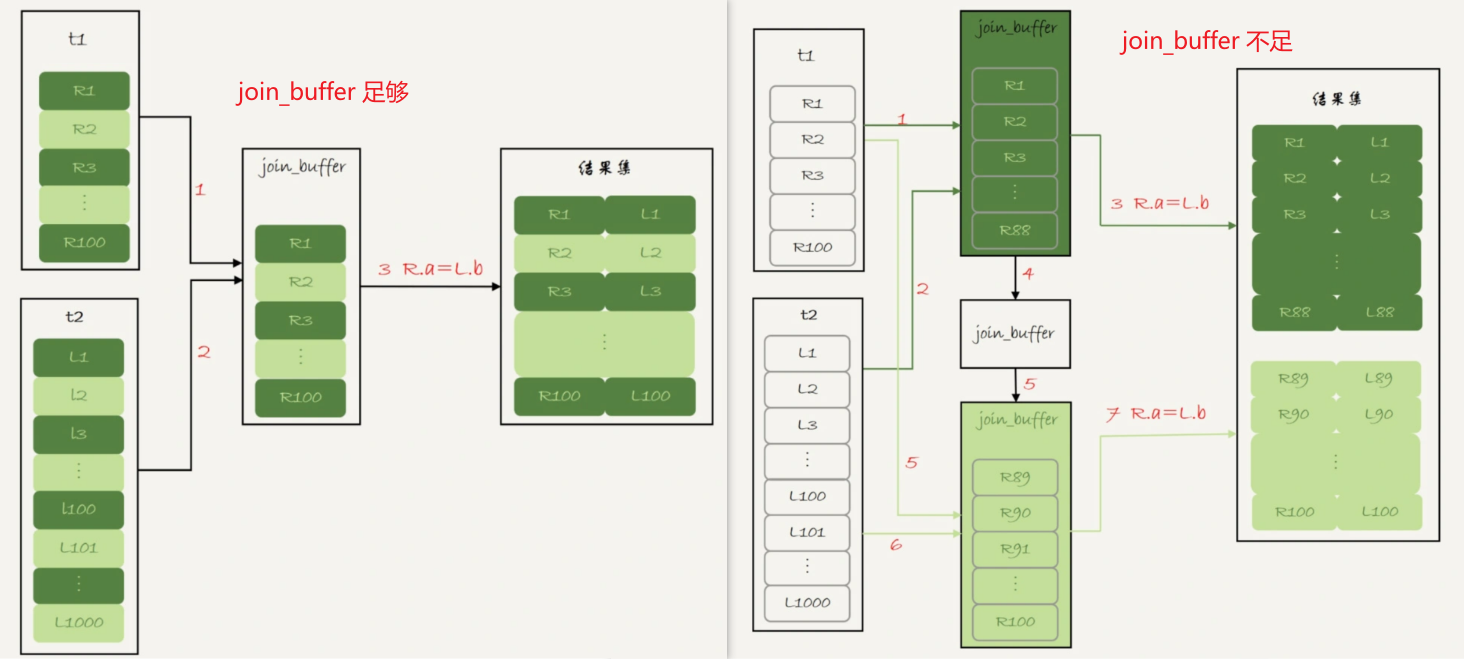 t1
R1
R2
R3
⋮
R100
join_buffer 足够
1
t2
L1
l2
l3
⋮
l100
L101
⋮
L1000
2
join_buffer
R1
R2
R3
⋮
R100
3 R.a=L.b
结果集
R1 L1
R2 L2
R3 L3
⋮
R100 L100
join_buffer 不足
t1
R1
R2
R3
⋮
R100
1
t2
L1
L2
L3
⋮
L100
L101
⋮
L1000
2
join_buffer
R1
R2
R3
⋮
R88
3 R.a=L.b
4
join_buffer
5
5
6
join_buffer
R89
R90
R91
⋮
R100
7 R.a=L.b
结果集
R1 L1
R2 L2
R3 L3
⋮
R88 L88
R89 L89
R90 L90
⋮
R100 L100